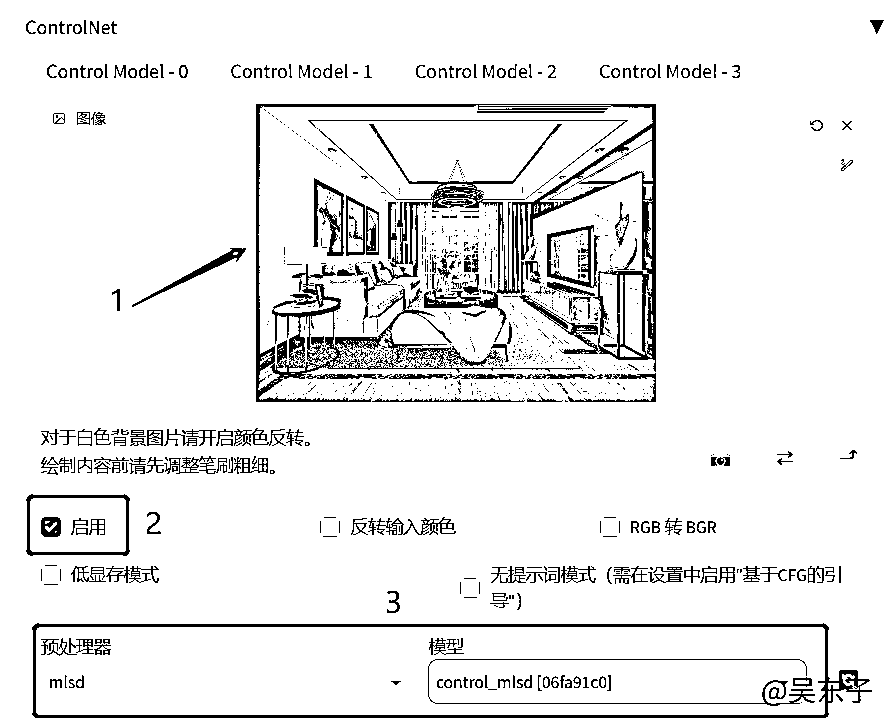 ControlNet
Control Model - 0 Control Model - 1 Control Model - 2 Control Model - 3
图像
1
对于白色背景图片请开启颜色反转。
绘制内容前请先调整笔刷粗细。
启用 2 反转输入颜色 RGB 转 BGR
低显存模式 无提示词模式（需在设置中启用"基于CFG的引
导"）
3
预处理器 模型
mlsd control_mlsd [06fa91c0]
@吴东子